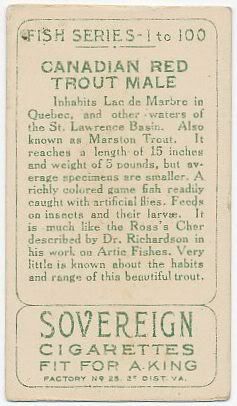 FISH SERIES-1 to 100
CANADIAN RED
TROUT MALE
Inhabits Lac de Marbre in
Quebec, and other waters of
the St. Lawrence Basin. Also
known as Marston Trout. It
reaches a length of 15 inches
and weight of 3 pounds, but av-
erage specimens are smaller. A
richly colored game fish readily
caught with artificial flies. Feeds
on insects and their larvæ. It
is much like the Ross's Cher
described by Dr. Richardson in
his work on Artic Fishes. Very
little is known about the habits
and range of this beautiful trout.
SOVEREIGN
CIGARETTES
FIT FOR A-KING
FACTORY No 25. 2D DIST. VA.